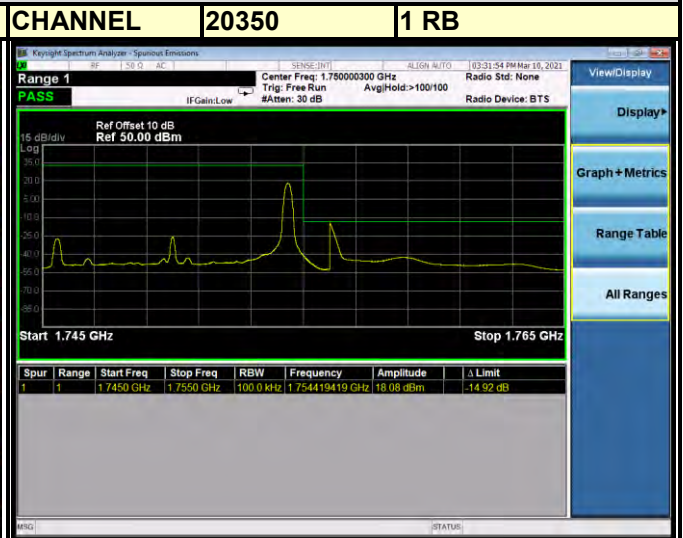 CHANNEL 20350 1 RB
Keysight Spectrum Analyzer - Spurious Emissions
RF 50 Ω AC SENSE:INT ALIGN AUTO 03:31:54 PM Mar 10, 2021
Range 1 Center Freq: 1.750000300 GHz Radio Std: None
Trig: Free Run Avg|Hold:>100/100
PASS IFGain:Low #Atten: 30 dB Radio Device: BTS
View/Display
Display
Graph+Metrics
Range Table
All Ranges
Ref Offset 10 dB
15 dB/div Ref 50.00 dBm
Log
35.0
20.0
5.00
-10.0
-25.0
-40.0
-55.0
-70.0
-85.0
Start 1.745 GHz Stop 1.765 GHz
Spur Range Start Freq Stop Freq RBW Frequency Amplitude Δ Limit
1 1 1.7450 GHz 1.7550 GHz 100.0 kHz 1.754419419 GHz 18.08 dBm -14.92 dB
MSG STATUS